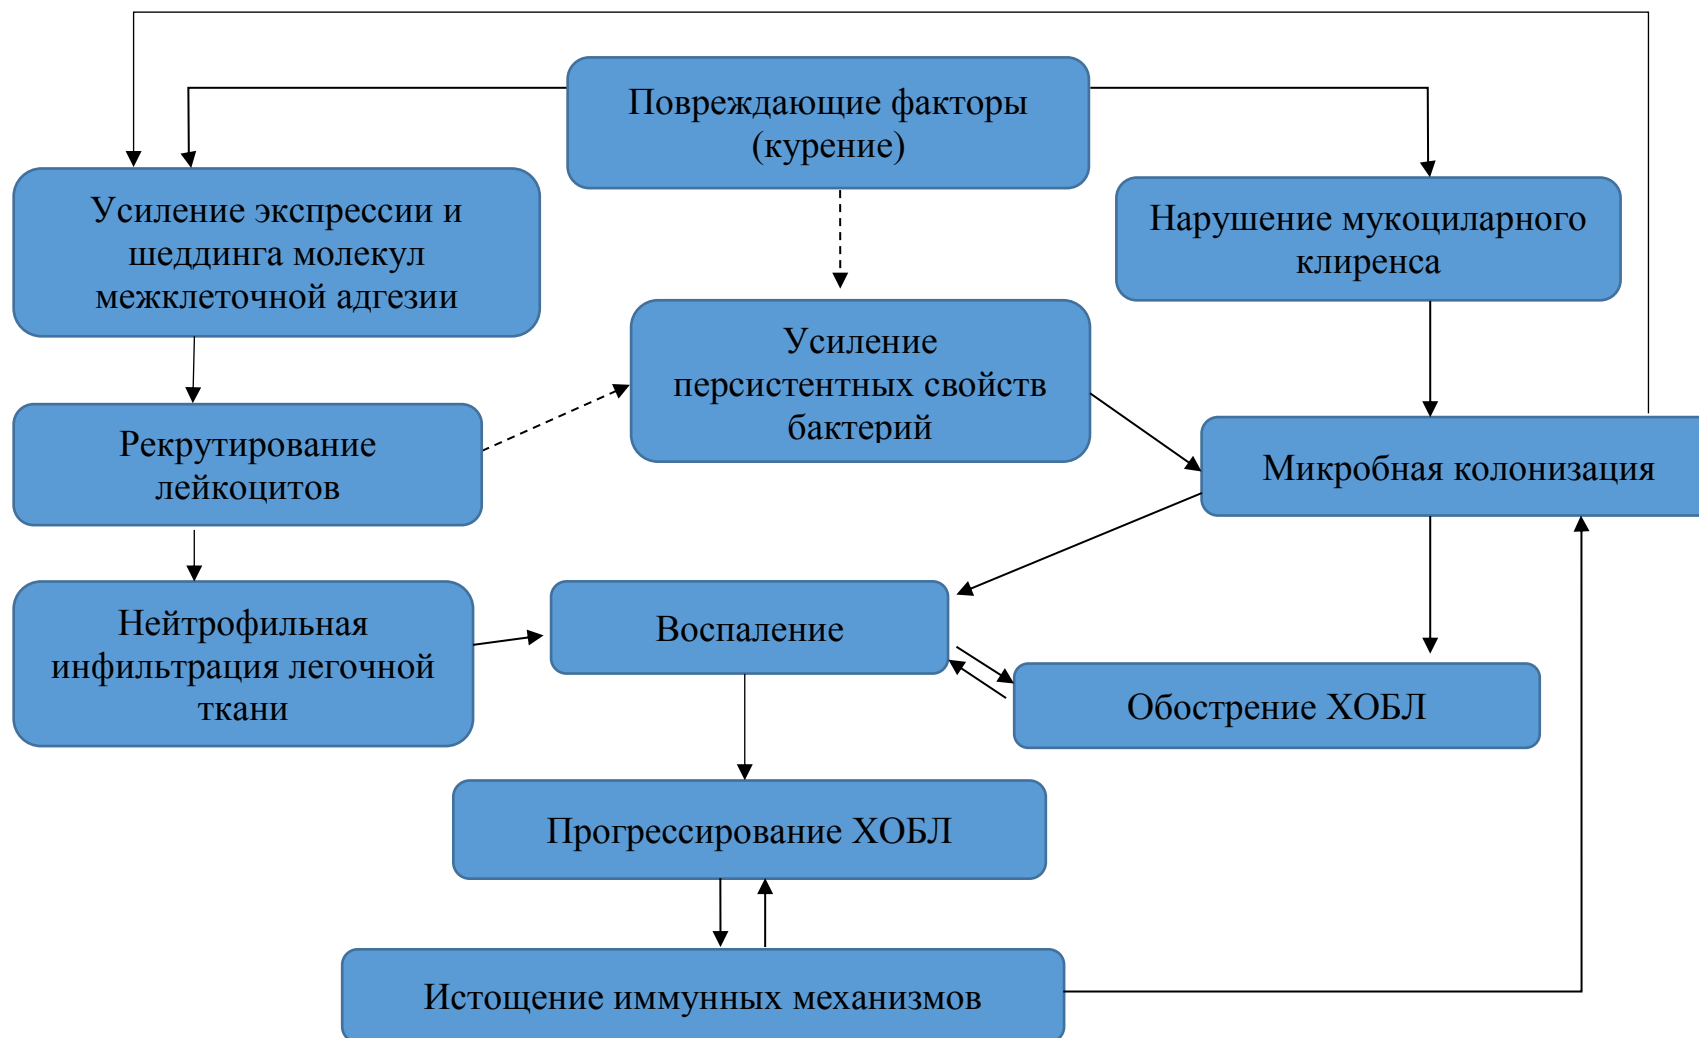 Повреждающие факторы
(курение)
Усиление экспрессии и
шеддинга молекул
межклеточной адгезии
Нарушение мукоциларного
клиренса
Усиление
персистентных свойств
бактерий
Рекрутирование
лейкоцитов
Микробная колонизация
Нейтрофильная
инфильтрация легочной
ткани
Воспаление
Обострение ХОБЛ
Прогрессирование ХОБЛ
Истощение иммунных механизмов